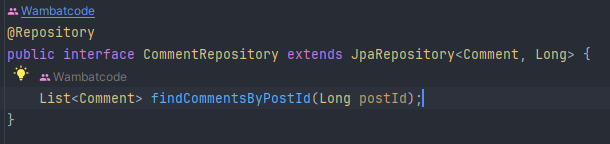 Wambatcode
@Repository
public interface CommentRepository extends JpaRepository<Comment, Long> {
Wambatcode
List<Comment> findCommentsByPostId(Long postId);
}